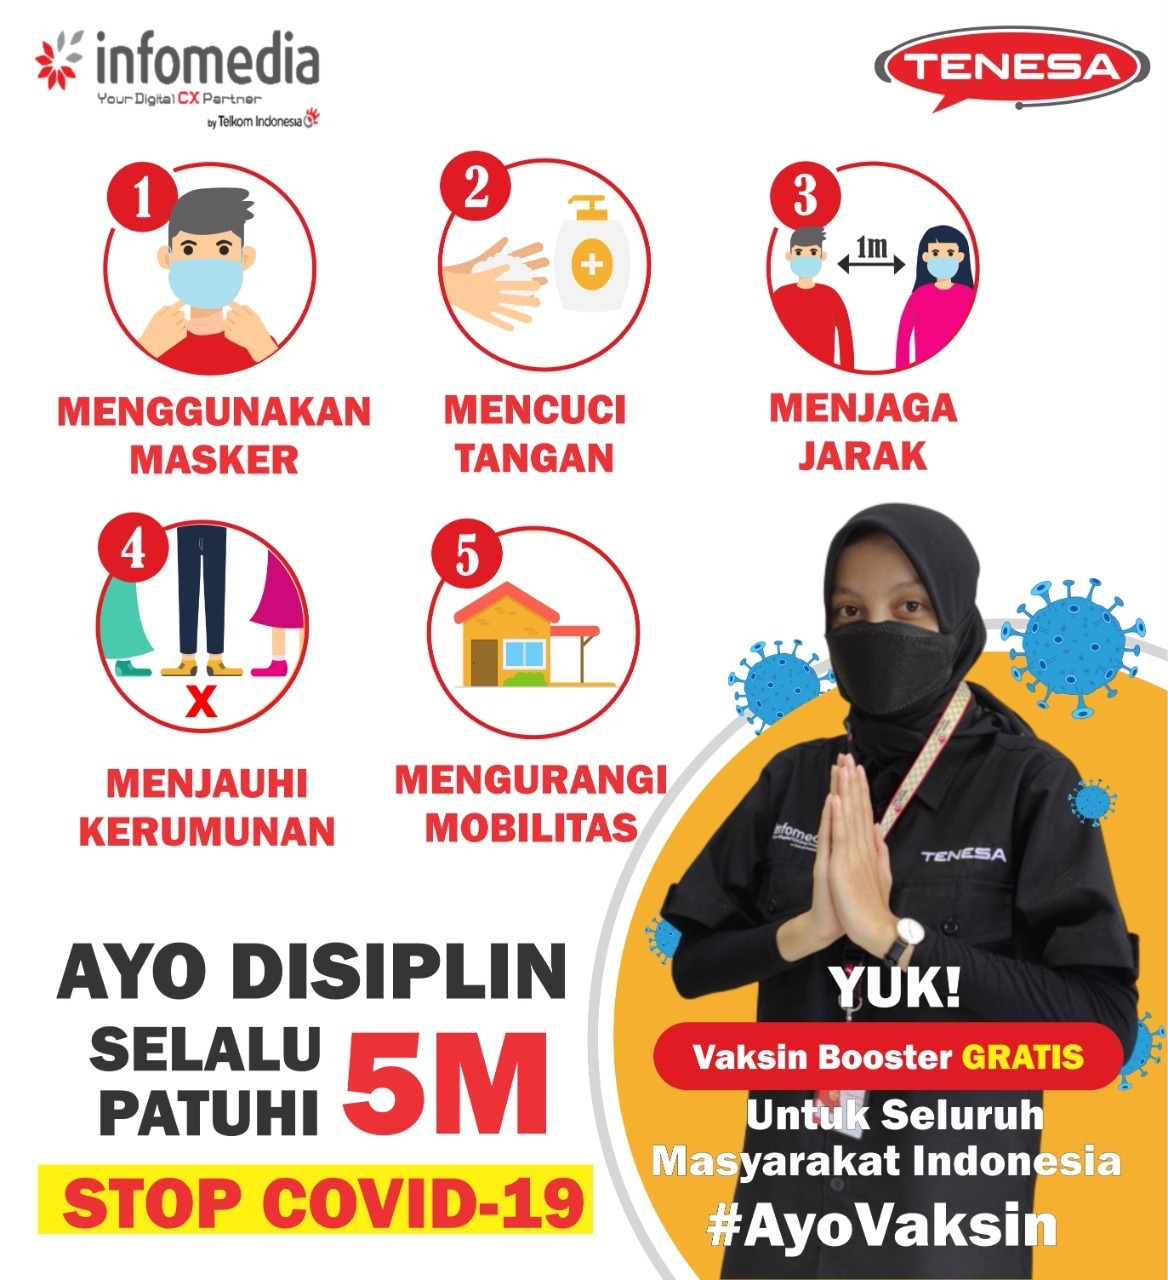 infomedia
Your Digital CX Partner
by Telkom Indonesia
TENESA
1
MENGGUNAKAN
MASKER
2
MENCUCI
TANGAN
3
1m
MENJAGA
JARAK
4
X
MENJAUHI
KERUMUNAN
5
MENGURANGI
MOBILITAS
infomed
TENESA
AYO DISIPLIN
SELALU
PATUHI
5M
STOP COVID-19
YUK!
Vaksin Booster GRATIS
Untuk Seluruh
Masyarakat Indonesia
#AyoVaksin